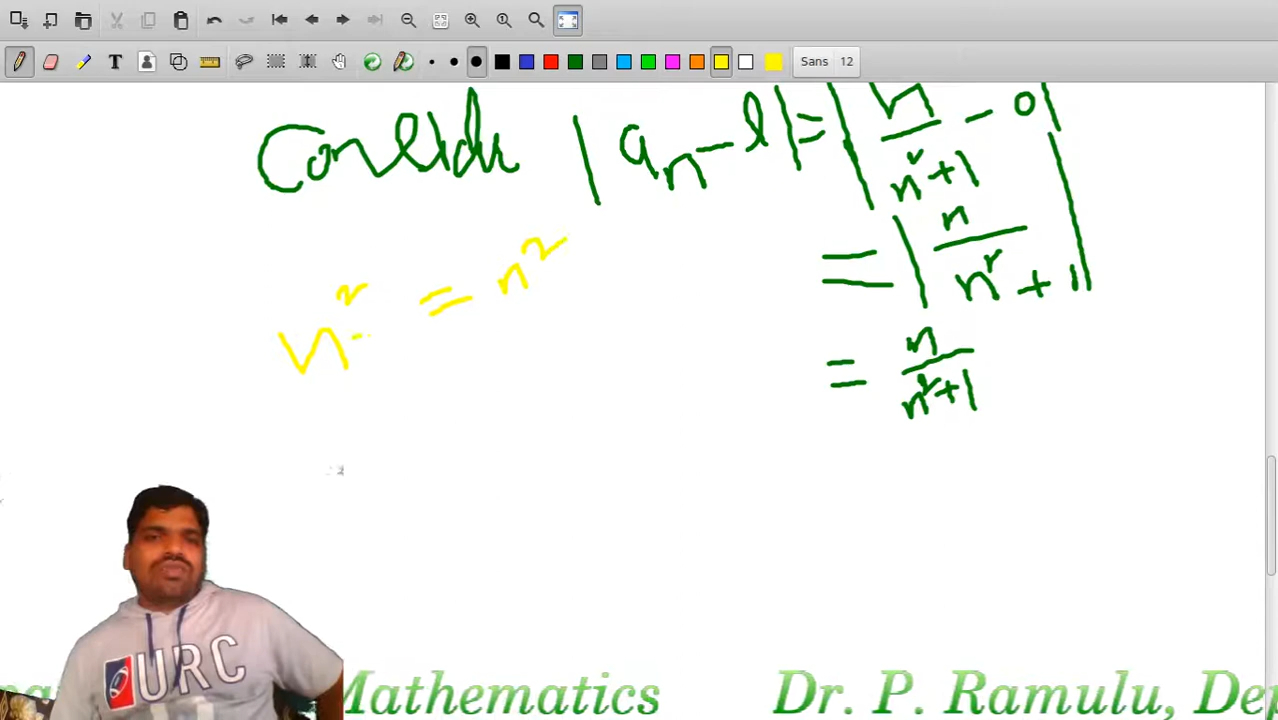 Sans 12
Consider | aₙ - l | = | n/(n²+1) - 0 |
= | n/(n²+1) |
n² = n²
= n/(n²+1)
URC
Mathematics Dr. P. Ramulu, Dep